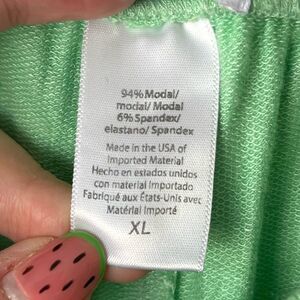 94% Modal/
modal/ Modal
6% Spandex/
elastano/ Spandex
Made in the USA of
Imported Material
Hecho en estados unidos
con material Importado
Fabriqué aux États-Unis avec
Matérial Importé
XL